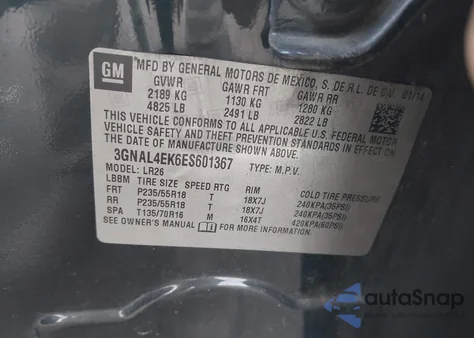 GM
MFD BY GENERAL MOTORS DE MEXICO, S. DE R.L. DE C.V. 01/14
GVWR GAWR FRT GAWR RR
2189 KG 1130 KG 1280 KG
4825 LB 2491 LB 2822 LB
THIS VEHICLE CONFORMS TO ALL APPLICABLE U.S. FEDERAL MOTOR
VEHICLE SAFETY, BUMPER, AND THEFT PREVENTION STANDARDS IN EFFECT ON
THE DATE OF MANUFACTURE SHOWN ABOVE.
3GNAL4EK6ES601367 TYPE: M.P.V.
MODEL: LR26
LBBM TIRE SIZE SPEED RTG RIM COLD TIRE PRESSURE
FRT P235/55R18 T 18X7J 240KPA(35PSI)
RR P235/55R18 T 18X7J 240KPA(35PSI)
SPA T135/70R16 M 16X4T 420KPA(60PSI)
SEE OWNER'S MANUAL FOR ADDITIONAL INFORMATION
autoSnap